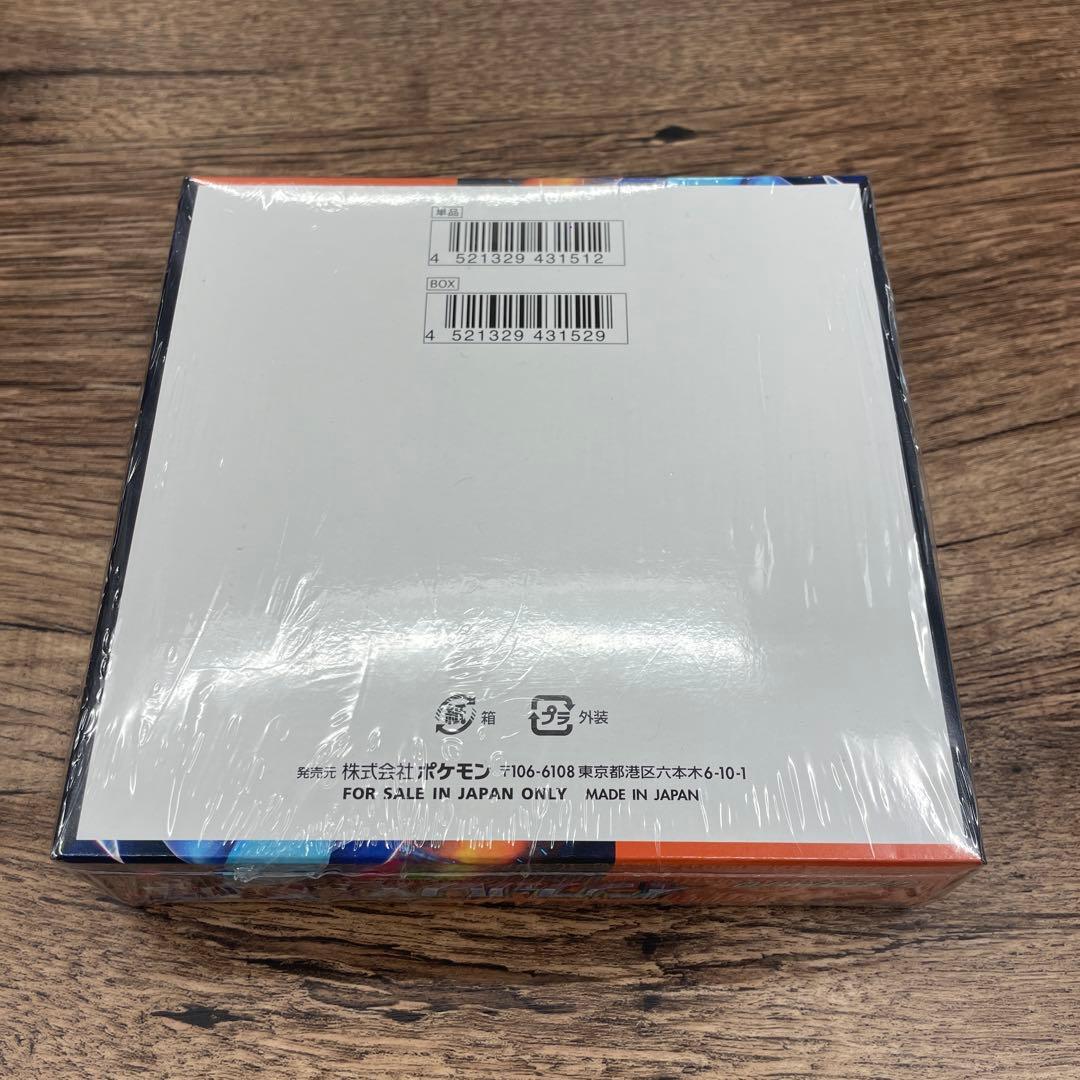 単品
4 521329 431512
BOX
4 521329 431529
紙 箱 プラ 外装
発売元 株式会社 ポケモン 〒106-6108 東京都港区六本木6-10-1
FOR SALE IN JAPAN ONLY MADE IN JAPAN